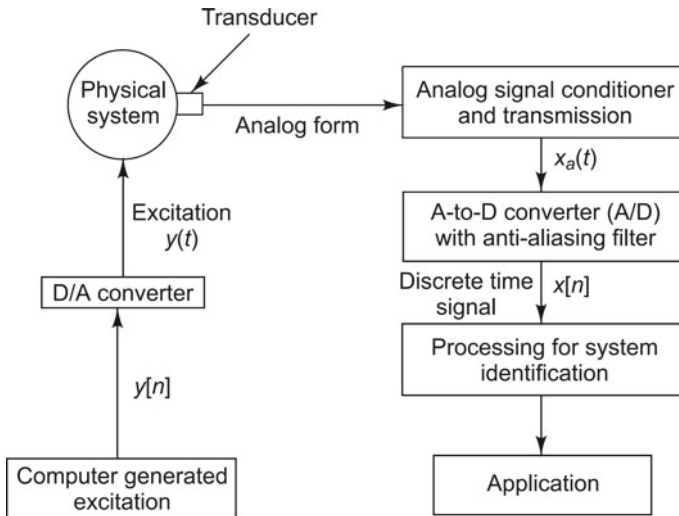 Transducer
Physical
system
Analog form
Analog signal conditioner
and transmission
xₐ(t)
Excitation
y(t)
A-to-D converter (A/D)
with anti-aliasing filter
D/A converter
Discrete time
signal
x[n]
Processing for system
identification
y[n]
Computer generated
excitation
Application